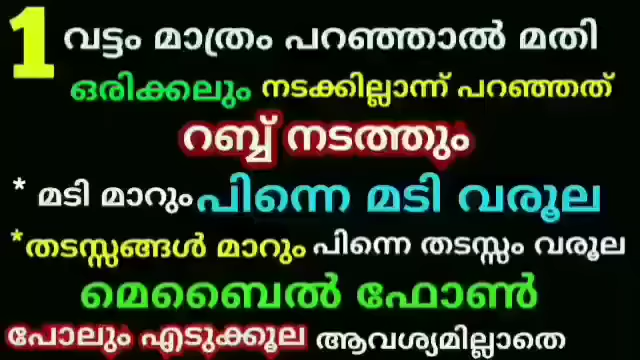 1 വട്ടം മാത്രം പറഞ്ഞാൽ മതി
ഒരിക്കലും നടക്കില്ലാന്ന് പറഞ്ഞത്
റബ്ബ് നടത്തും
* മടി മാറും പിന്നെ മടി വരൂല
*തടസ്സങ്ങൾ മാറും പിന്നെ തടസ്സം വരൂല
മെബൈൽ ഫോൺ
പോലും എടുക്കൂല ആവശ്യമില്ലാതെ